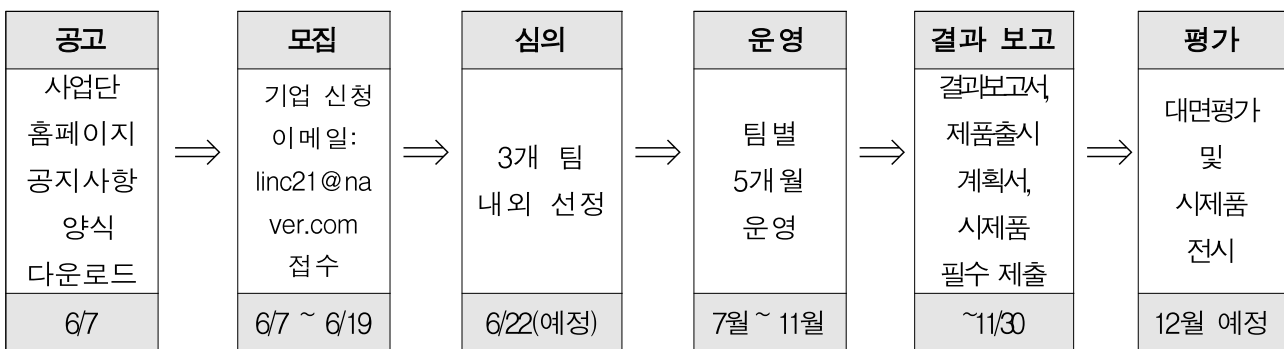 공고
사업단
홈페이지
공지사항
양식
다운로드
6/7
⇒
모집
기업 신청
이메일:
linc21@na
ver.com
접수
6/7 ~ 6/19
⇒
심의
3개 팀
내외 선정
6/22(예정)
⇒
운영
팀별
5개월
운영
7월 ~ 11월
⇒
결과 보고
결과보고서,
제품출시
계획서,
시제품
필수 제출
~11/30
⇒
평가
대면평가
및
시제품
전시
12월 예정